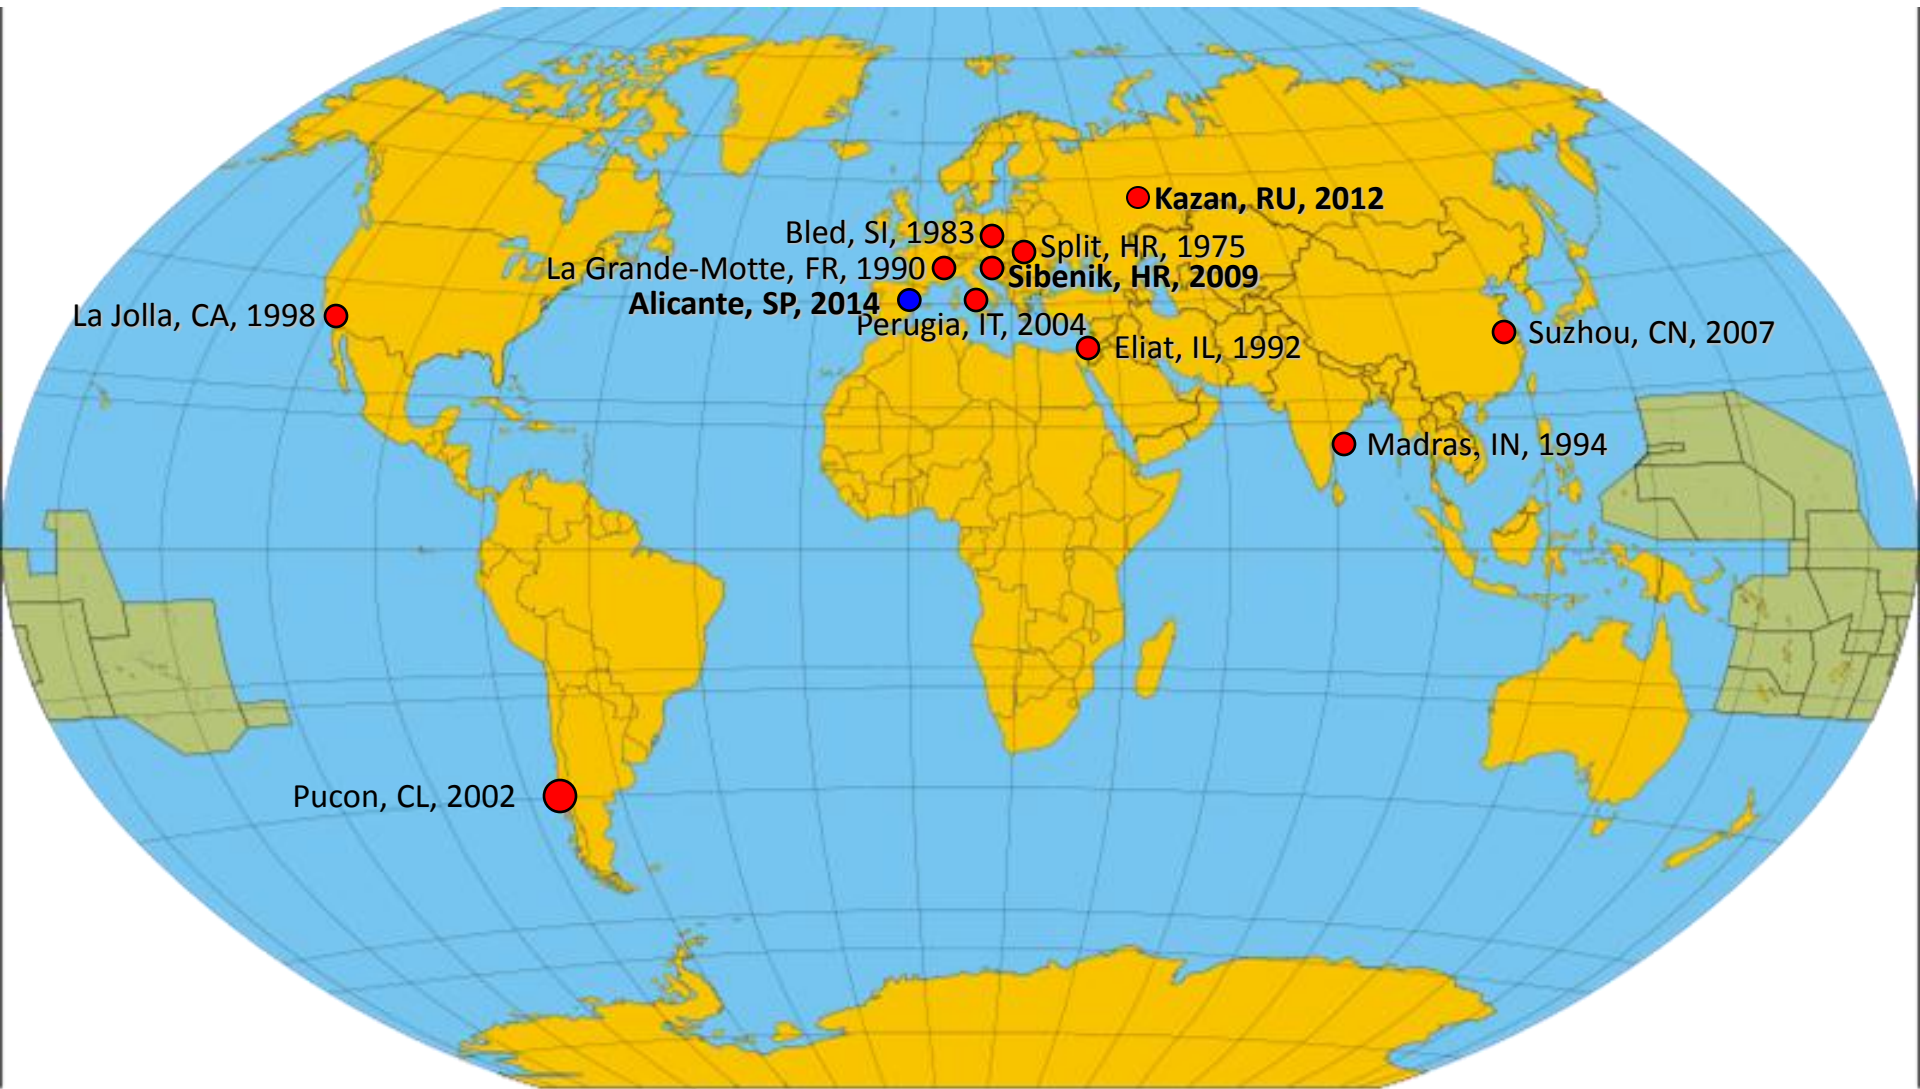 Kazan, RU, 2012
Bled, SI, 1983
Split, HR, 1975
La Grande-Motte, FR, 1990
Sibenik, HR, 2009
Alicante, SP, 2014
La Jolla, CA, 1998
Perugia, IT, 2004
Suzhou, CN, 2007
Eliat, IL, 1992
Madras, IN, 1994
Pucon, CL, 2002